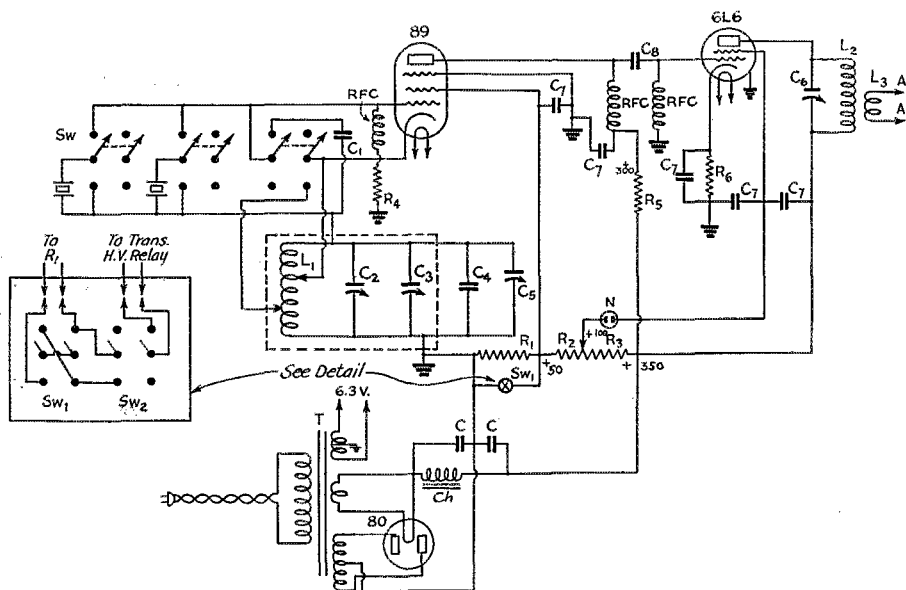 89
6L6
L2
L3
A
A
C8
C6
RFC
C7
RFC
RFC
Sw
C1
C7
R4
+
300
R5
C7
R6
C7
C7
To
R1
To Trans.
H.V. Relay
L1
C2
C3
C4
C5
N
+100
R1
R2
R3
+50
+
350
Sw1
Sw1
Sw2
See Detail
6.3 V.
T
C
C
Ch
80